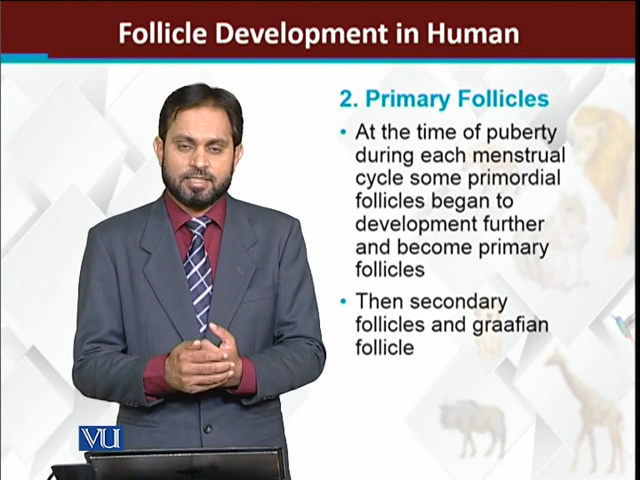 Follicle Development in Human
2. Primary Follicles
• At the time of puberty
during each menstrual
cycle some primordial
follicles began to
development further
and become primary
follicles
• Then secondary
follicles and graafian
follicle
VU